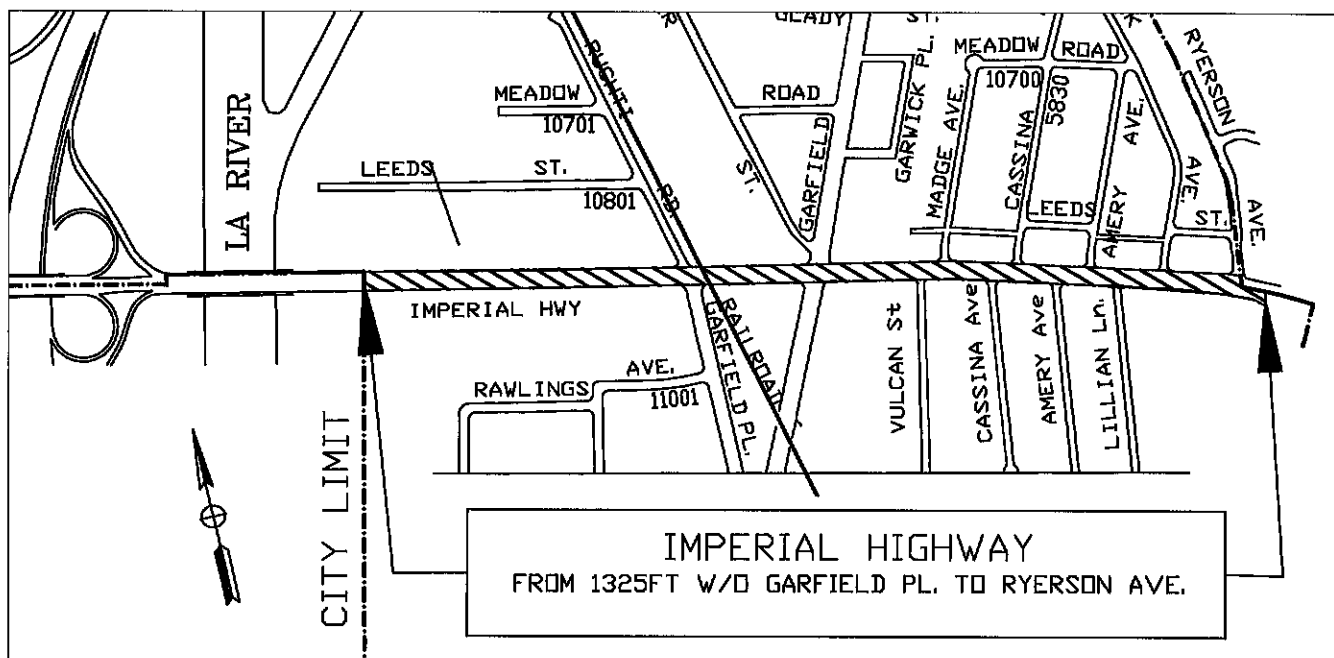 GLADY ST.
RUCHTI RD.
MEADOW ROAD
10701
GARWICK PL.
MEADOW ROAD
10700
RYERSON AVE.
LA RIVER
LEEDS ST.
10801
ST.
GARFIELD
MADGE AVE.
CASSINA
5830
AMERY AVE.
LEEDS ST.
AVE.
IMPERIAL HWY
GARFIELD PL.
RAILROAD
VULCAN St
CASSINA Ave
AMERY Ave
LILLIAN Ln.
RAWLINGS AVE.
11001
CITY LIMIT
IMPERIAL HIGHWAY
FROM 1325FT W/O GARFIELD PL. TO RYERSON AVE.